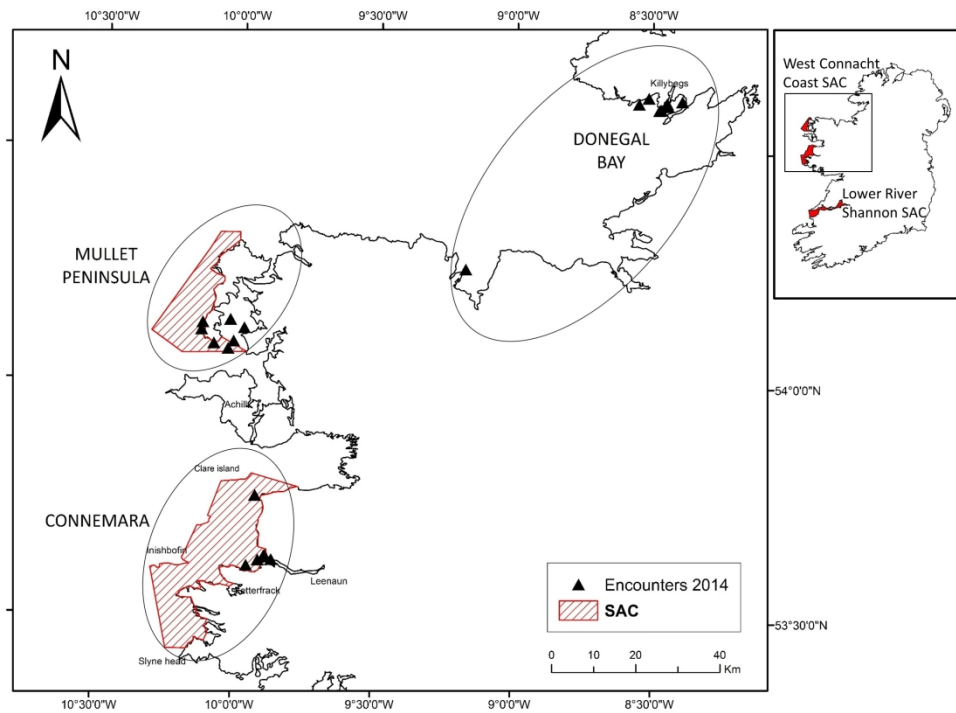 10°30'0"W
10°0'0"W
9°30'0"W
9°0'0"W
8°30'0"W
N
Killybegs
DONEGAL
BAY
MULLET
PENINSULA
Achill
Clare island
CONNEMARA
Inishbofin
Letterfrack
Leenaun
Slyne head
54°0'0"N
53°30'0"N
Encounters 2014
SAC
0 10 20 30 40
Km
10°30'0"W
10°0'0"W
9°30'0"W
9°0'0"W
8°30'0"W
West Connacht
Coast SAC
Lower River
Shannon SAC